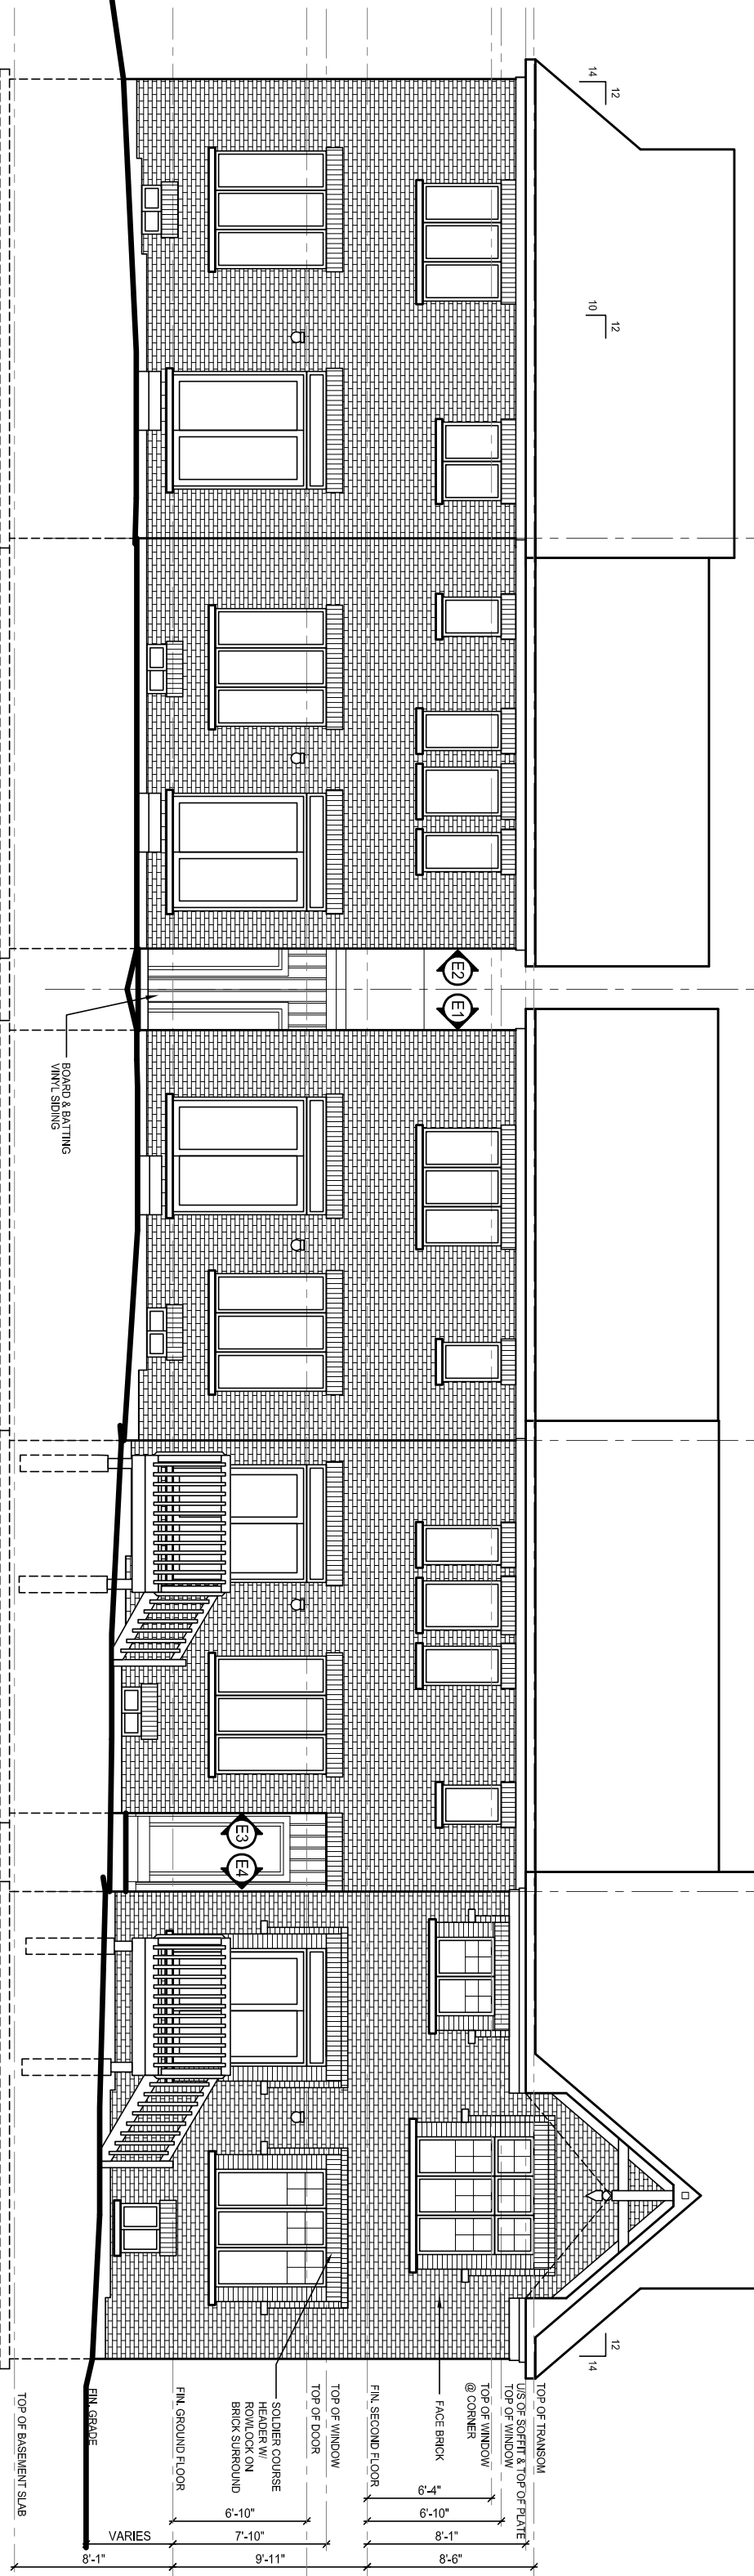 14
12
10
12
E2
E1
BOARD & BATTING
VINYL SIDING
E3
E4
12
14
TOP OF TRANSOM
U/S OF SOFFIT & TOP OF PLATE
TOP OF WINDOW
TOP OF WINDOW
@ CORNER
FACE BRICK
FIN. SECOND FLOOR
TOP OF WINDOW
TOP OF DOOR
SOLDIER COURSE
HEADER W/
ROWLOCK ON
BRICK SURROUND
FIN. GROUND FLOOR
FIN. GRADE
TOP OF BASEMENT SLAB
6'-4"
6'-10"
8'-1"
8'-6"
6'-10"
7'-10"
9'-11"
VARIES
8'-1"